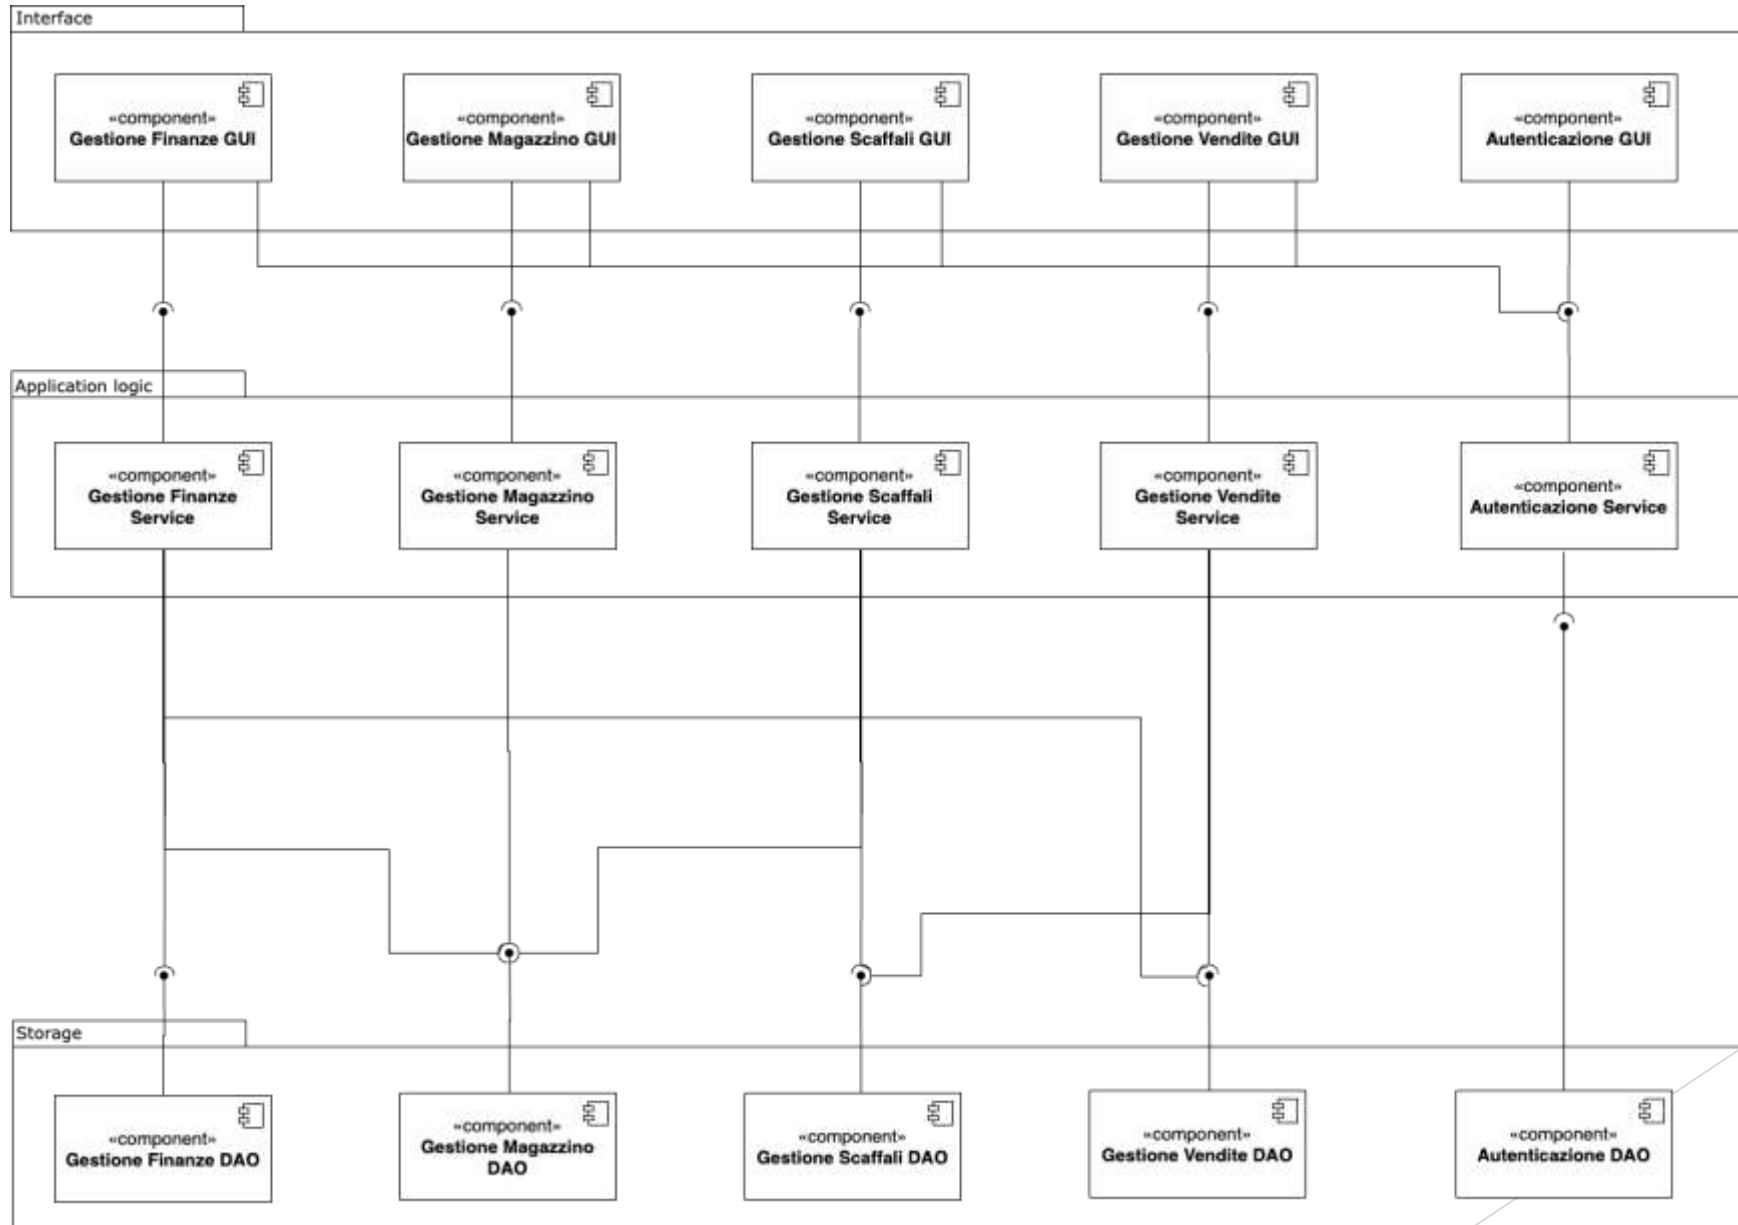 Interface
«component»
Gestione Finanze GUI
«component»
Gestione Magazzino GUI
«component»
Gestione Scaffali GUI
«component»
Gestione Vendite GUI
«component»
Autenticazione GUI
Application logic
«component»
Gestione Finanze
Service
«component»
Gestione Magazzino
Service
«component»
Gestione Scaffali
Service
«component»
Gestione Vendite
Service
«component»
Autenticazione Service
Storage
«component»
Gestione Finanze DAO
«component»
Gestione Magazzino
DAO
«component»
Gestione Scaffali DAO
«component»
Gestione Vendite DAO
«component»
Autenticazione DAO